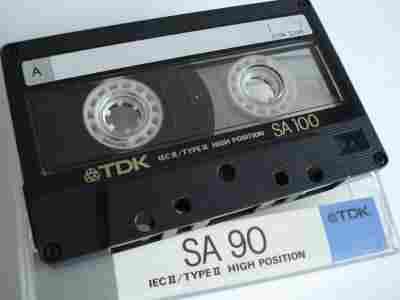 A
TDK IEC II/TYPE II HIGH POSITION SA 100
TDK
SA 90
IEC II/TYPE II HIGH POSITION